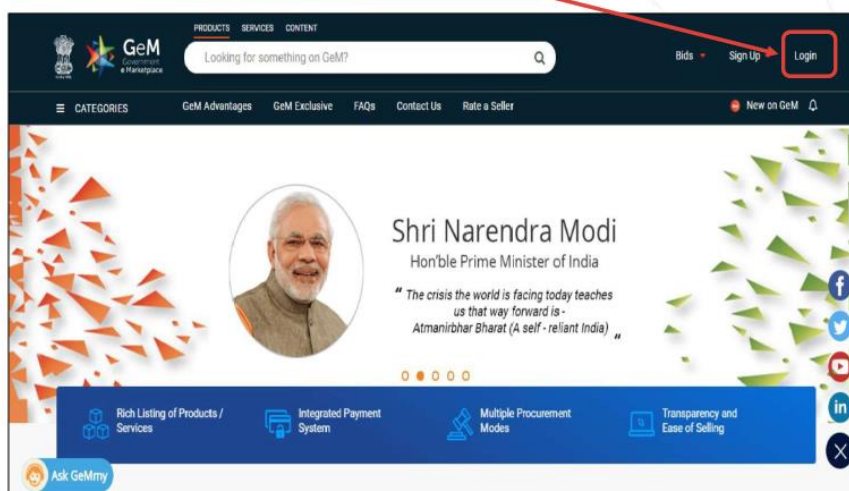 PRODUCTS SERVICES CONTENT
GeM
Government
e Marketplace
Looking for something on GeM?
Bids
Sign Up
Login
CATEGORIES
GeM Advantages
GeM Exclusive
FAQs
Contact Us
Rate a Seller
New on GeM
Shri Narendra Modi
Hon'ble Prime Minister of India
“ The crisis the world is facing today teaches
us that way forward is -
Atmanirbhar Bharat (A self - reliant India) „
Rich Listing of Products /
Services
Integrated Payment
System
Multiple Procurement
Modes
Transparency and
Ease of Selling
Ask GeMmy